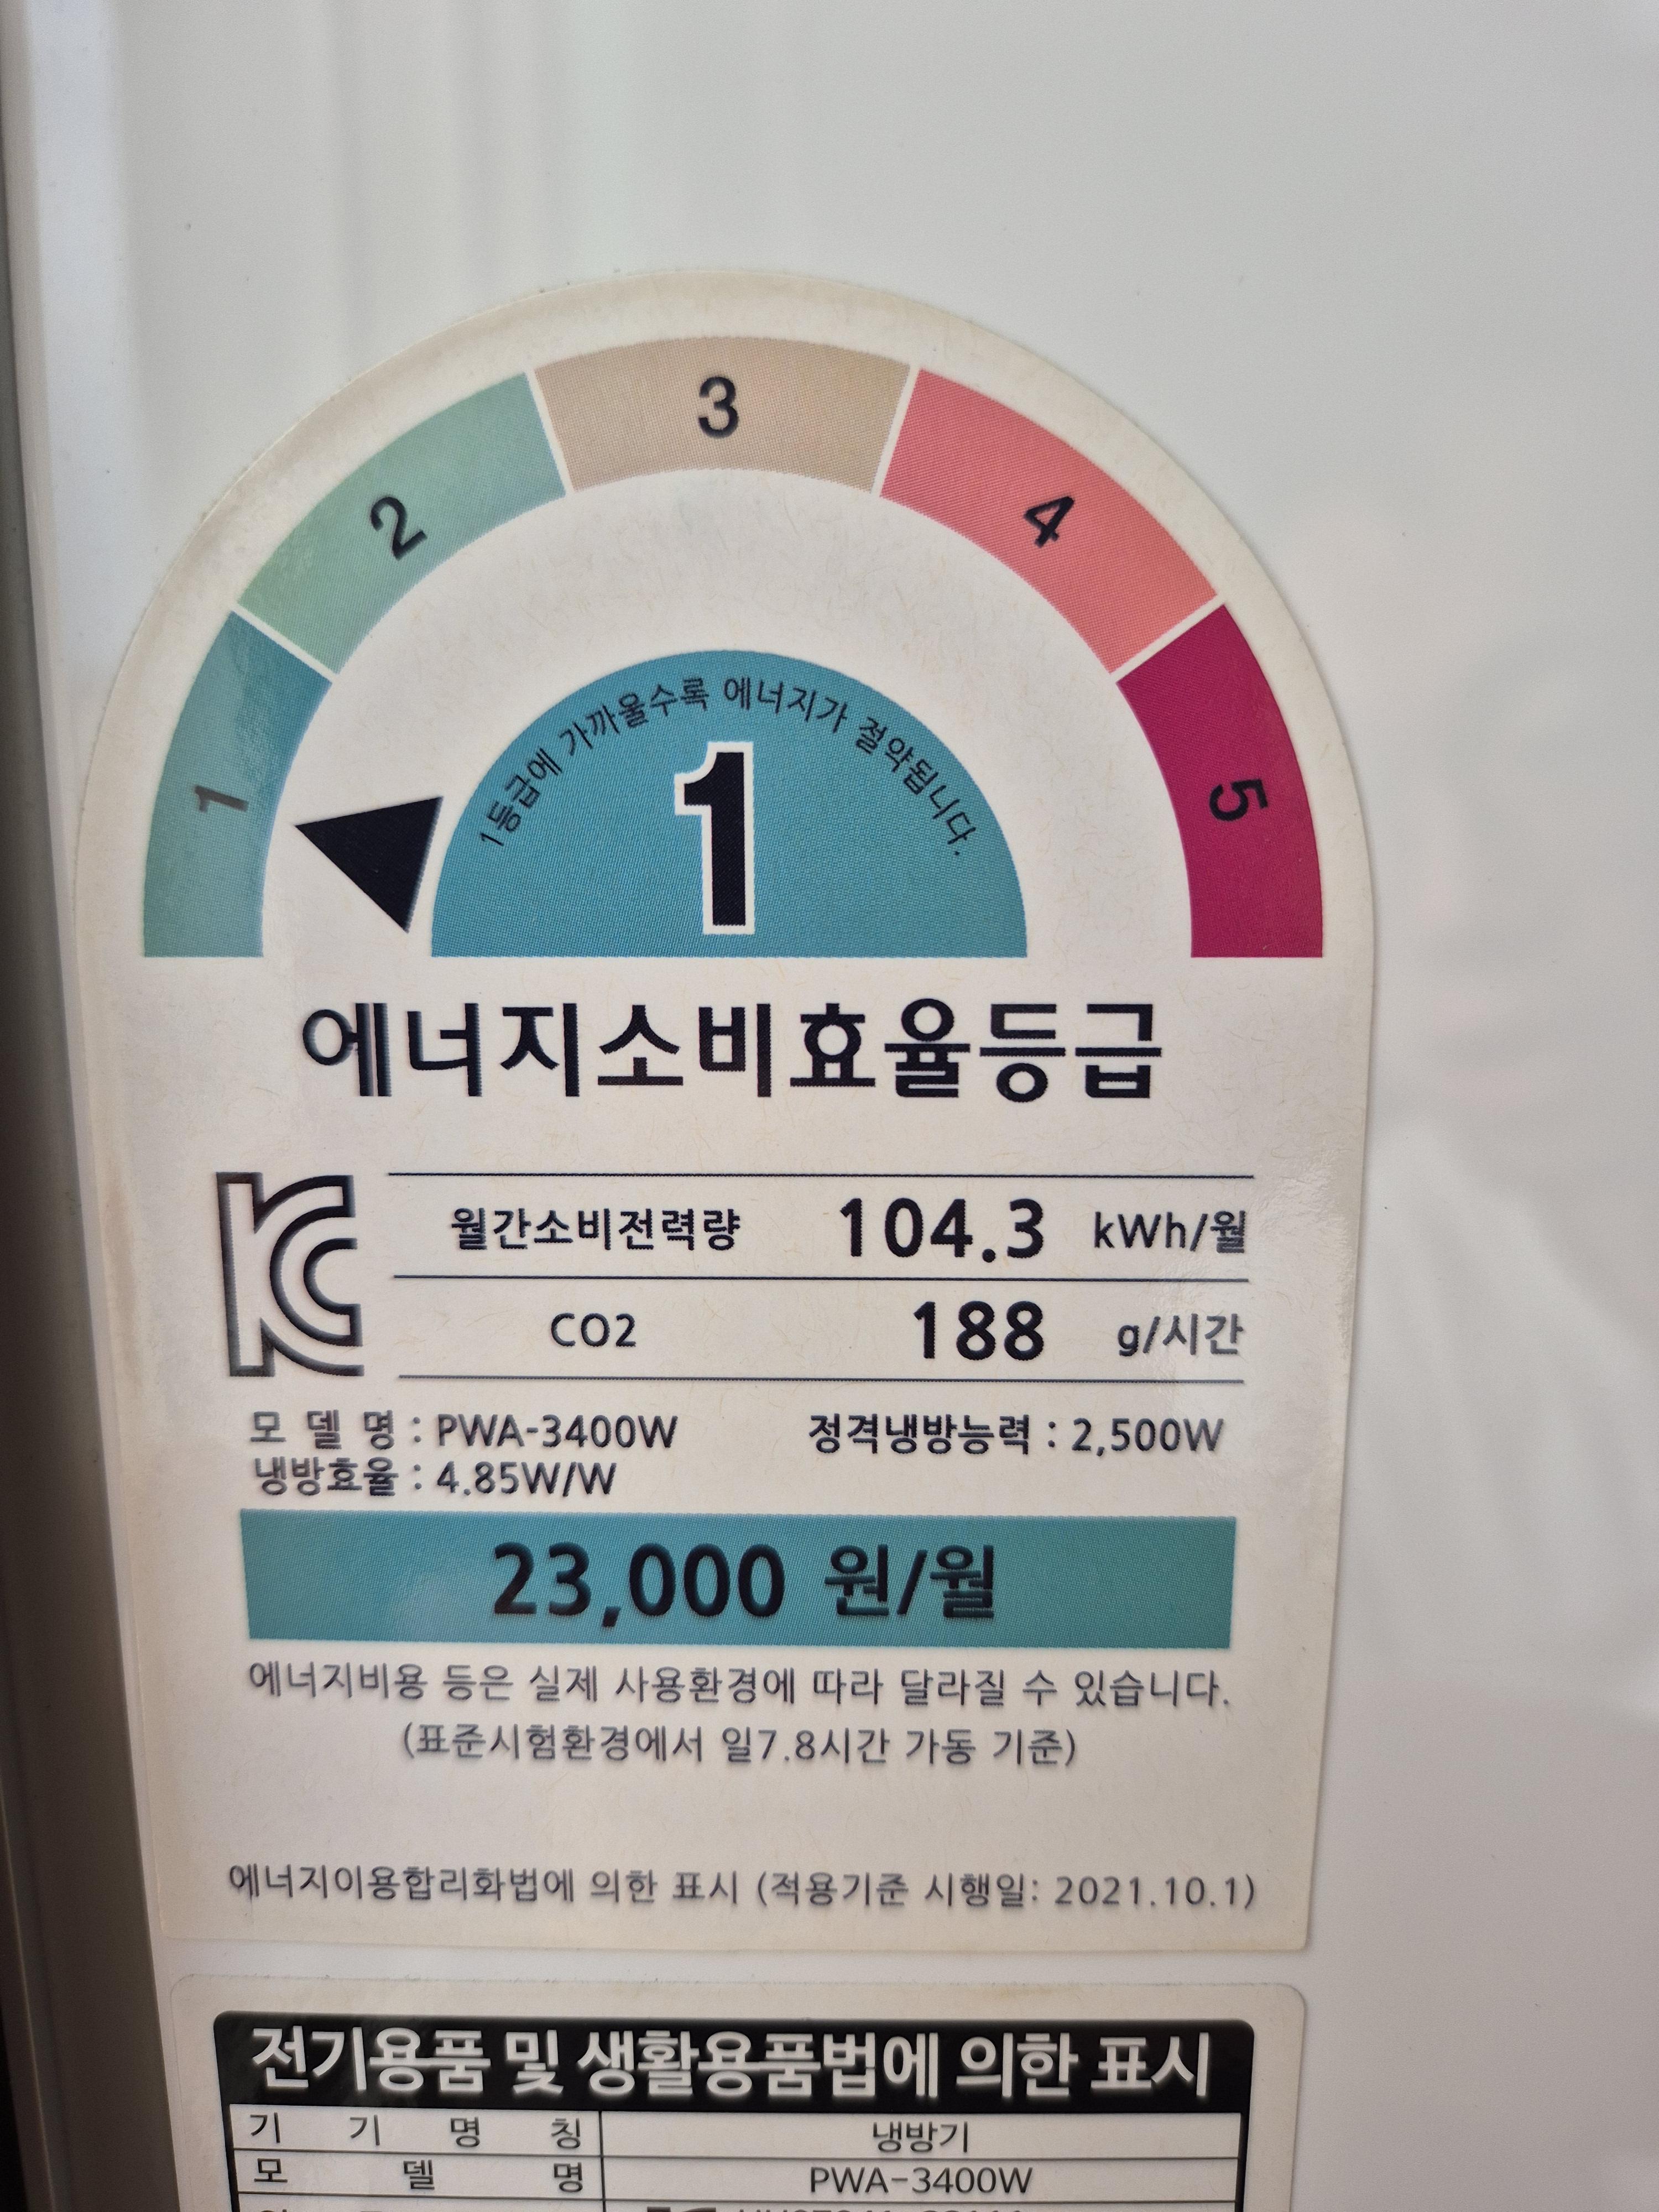 1
2
3
4
5
1등급에 가까울수록 에너지가 절약됩니다.
1
에너지소비효율등급
월간소비전력량 104.3 kWh/월
CO2 188 g/시간
모 델 명 : PWA-3400W 정격냉방능력 : 2,500W
냉방효율 : 4.85W/W
23,000 원/월
에너지비용 등은 실제 사용환경에 따라 달라질 수 있습니다.
(표준시험환경에서 일7.8시간 가동 기준)
에너지이용합리화법에 의한 표시 (적용기준 시행일: 2021.10.1)
전기용품 및 생활용품법에 의한 표시
기 기 명 칭 냉방기
모 델 명 PWA-3400W